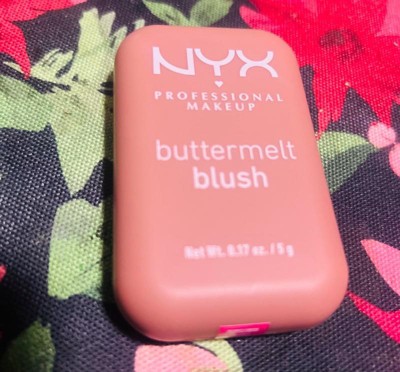 NYX
PROFESSIONAL
MAKEUP
buttermelt
blush
Net Wt. 0.17 oz. / 5 g